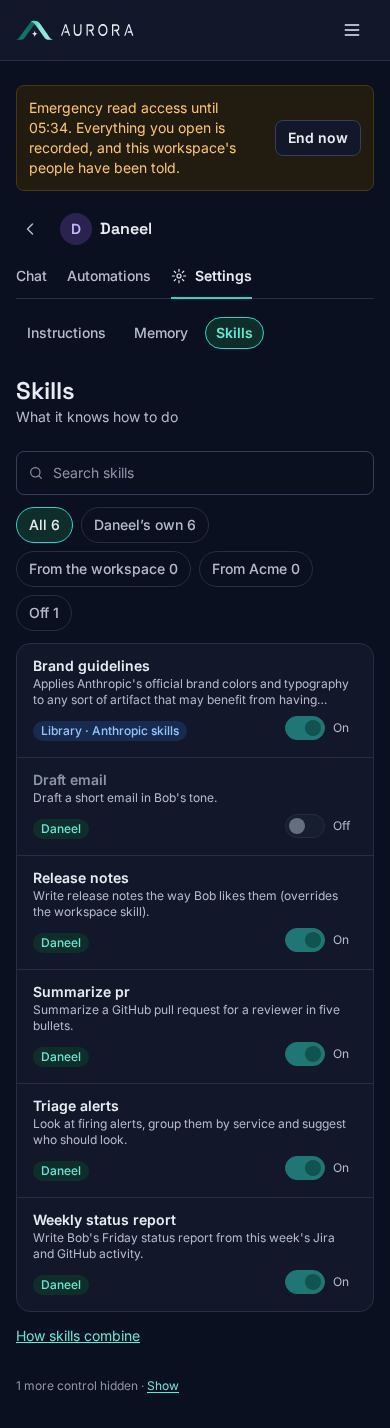 AURORA
Emergency read access until
05:34. Everything you open is
recorded, and this workspace's
people have been told.
End now
D
Daneel
Chat
Automations
Settings
Instructions
Memory
Skills
Skills
What it knows how to do
Search skills
All 6
Daneel’s own 6
From the workspace 0
From Acme 0
Off 1
Brand guidelines
Applies Anthropic's official brand colors and typography
to any sort of artifact that may benefit from having…
Library · Anthropic skills
On
Draft email
Draft a short email in Bob's tone.
Daneel
Off
Release notes
Write release notes the way Bob likes them (overrides
the workspace skill).
Daneel
On
Summarize pr
Summarize a GitHub pull request for a reviewer in five
bullets.
Daneel
On
Triage alerts
Look at firing alerts, group them by service and suggest
who should look.
Daneel
On
Weekly status report
Write Bob's Friday status report from this week's Jira
and GitHub activity.
Daneel
On
How skills combine
1 more control hidden · Show